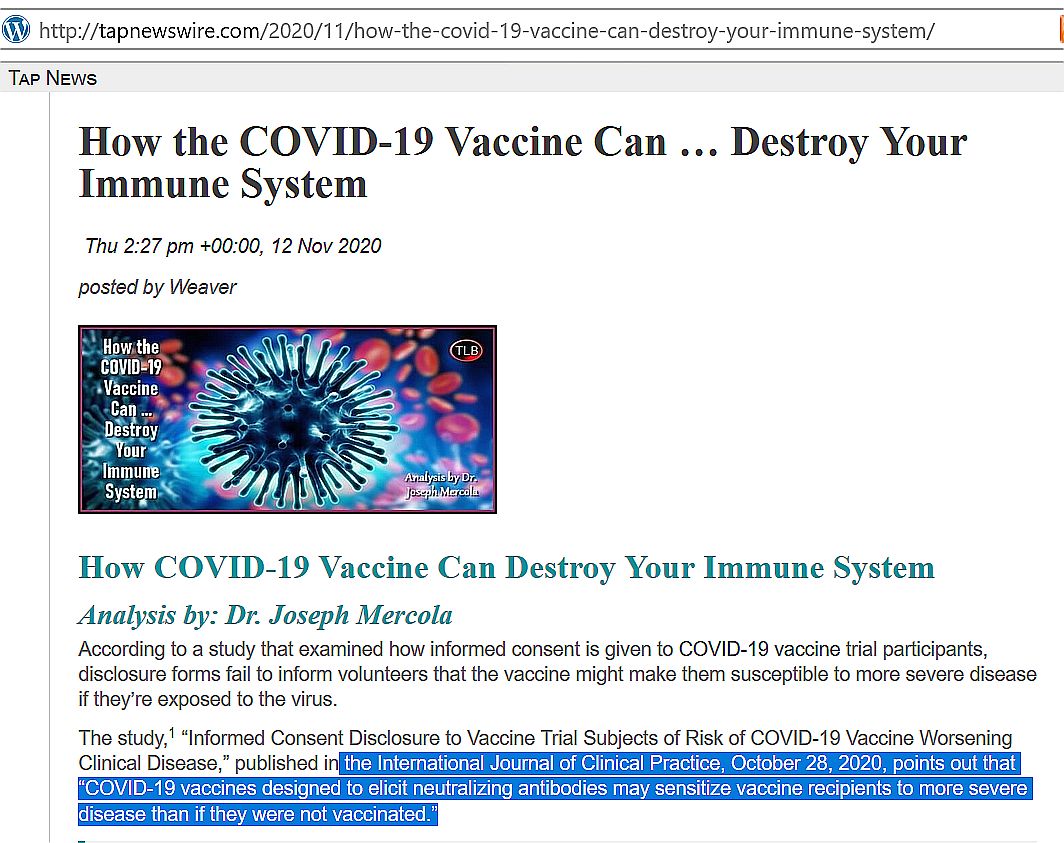 http://tapnewswire.com/2020/11/how-the-covid-19-vaccine-can-destroy-your-immune-system/
TAP NEWS
How the COVID-19 Vaccine Can … Destroy Your
Immune System
Thu 2:27 pm +00:00, 12 Nov 2020
posted by Weaver
How the
COVID-19
Vaccine
Can ...
Destroy
Your
Immune
System
TLB
Analysis by Dr.
Joseph Mercola
How COVID-19 Vaccine Can Destroy Your Immune System
Analysis by: Dr. Joseph Mercola
According to a study that examined how informed consent is given to COVID-19 vaccine trial participants,
disclosure forms fail to inform volunteers that the vaccine might make them susceptible to more severe disease
if they’re exposed to the virus.
The study,¹ “Informed Consent Disclosure to Vaccine Trial Subjects of Risk of COVID-19 Vaccine Worsening
Clinical Disease,” published in the International Journal of Clinical Practice, October 28, 2020, points out that
“COVID-19 vaccines designed to elicit neutralizing antibodies may sensitize vaccine recipients to more severe
disease than if they were not vaccinated.”